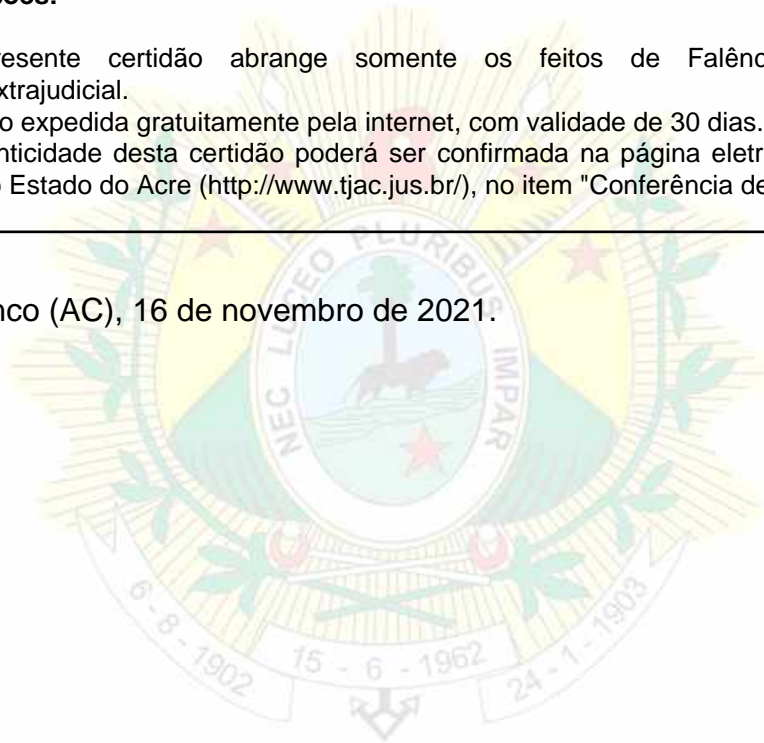 resente certidão abrange somente os feitos de Falênc
xtrajudicial.
o expedida gratuitamente pela internet, com validade de 30 dias.
nticidade desta certidão poderá ser confirmada na página eletr
o Estado do Acre (http://www.tjac.jus.br/), no item "Conferência de
nco (AC), 16 de novembro de 2021.
NEC LUCEO PLURIBUS IMPAR
6 - 8 - 1902
15 - 6 - 1962
24 - 1 - 1903